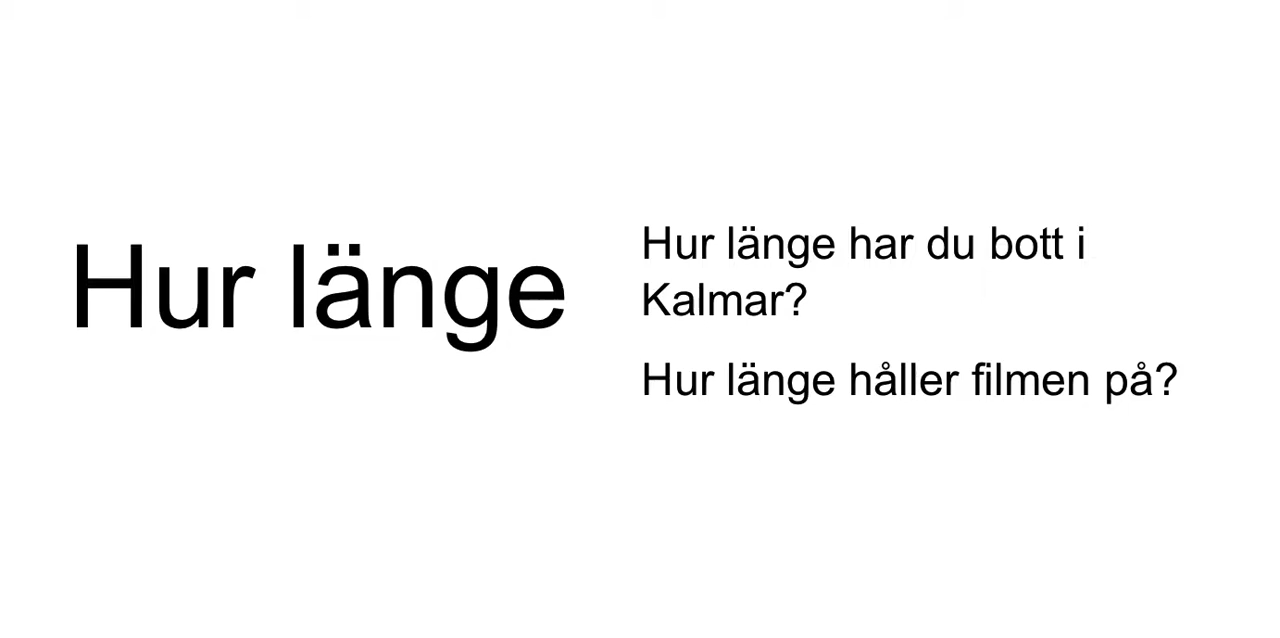 Hur länge
Hur länge har du bott i
Kalmar?
Hur länge håller filmen på?